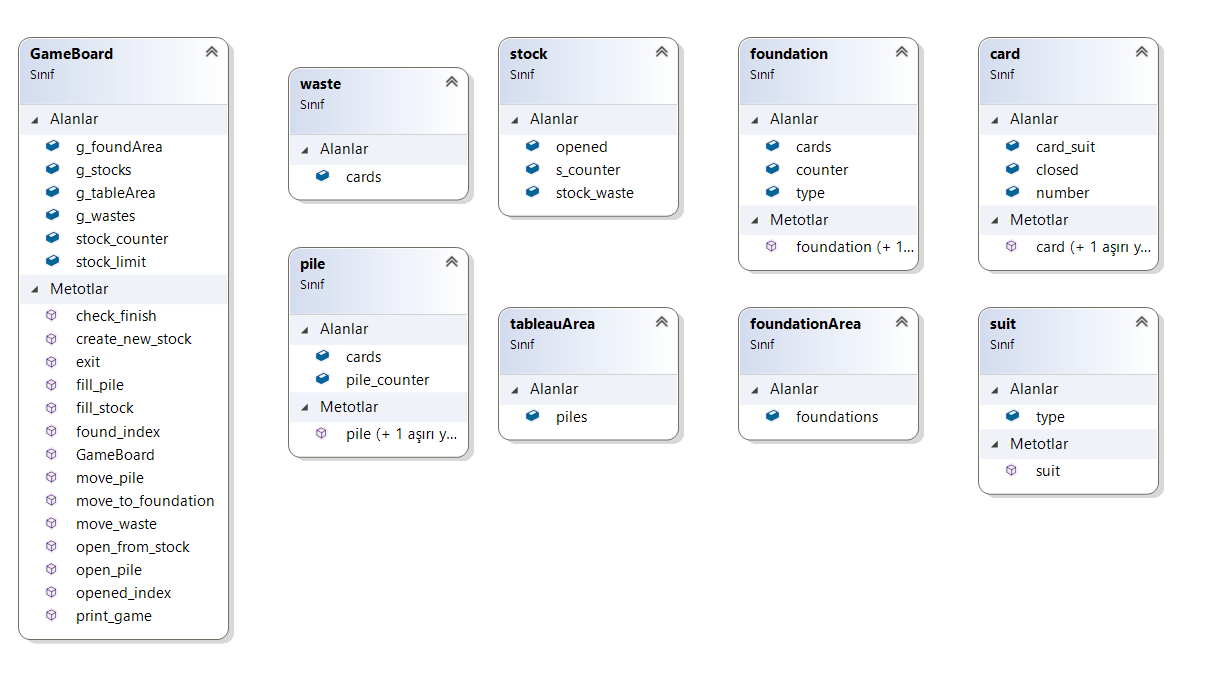 GameBoard
Sınıf
Alanlar
g_foundArea
g_stocks
g_tableArea
g_wastes
stock_counter
stock_limit
Metotlar
check_finish
create_new_stock
exit
fill_pile
fill_stock
found_index
GameBoard
move_pile
move_to_foundation
move_waste
open_from_stock
open_pile
opened_index
print_game
waste
Sınıf
Alanlar
cards
pile
Sınıf
Alanlar
cards
pile_counter
Metotlar
pile (+ 1 aşırı y...
stock
Sınıf
Alanlar
opened
s_counter
stock_waste
tableauArea
Sınıf
Alanlar
piles
foundation
Sınıf
Alanlar
cards
counter
type
Metotlar
foundation (+ 1...
foundationArea
Sınıf
Alanlar
foundations
card
Sınıf
Alanlar
card_suit
closed
number
Metotlar
card (+ 1 aşırı y...
suit
Sınıf
Alanlar
type
Metotlar
suit